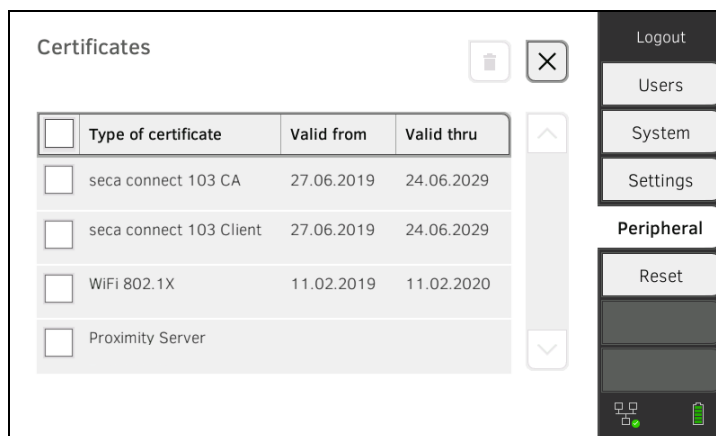 Certificates
Type of certificate Valid from Valid thru
seca connect 103 CA 27.06.2019 24.06.2029
seca connect 103 Client 27.06.2019 24.06.2029
WiFi 802.1X 11.02.2019 11.02.2020
Proximity Server
Logout
Users
System
Settings
Peripheral
Reset